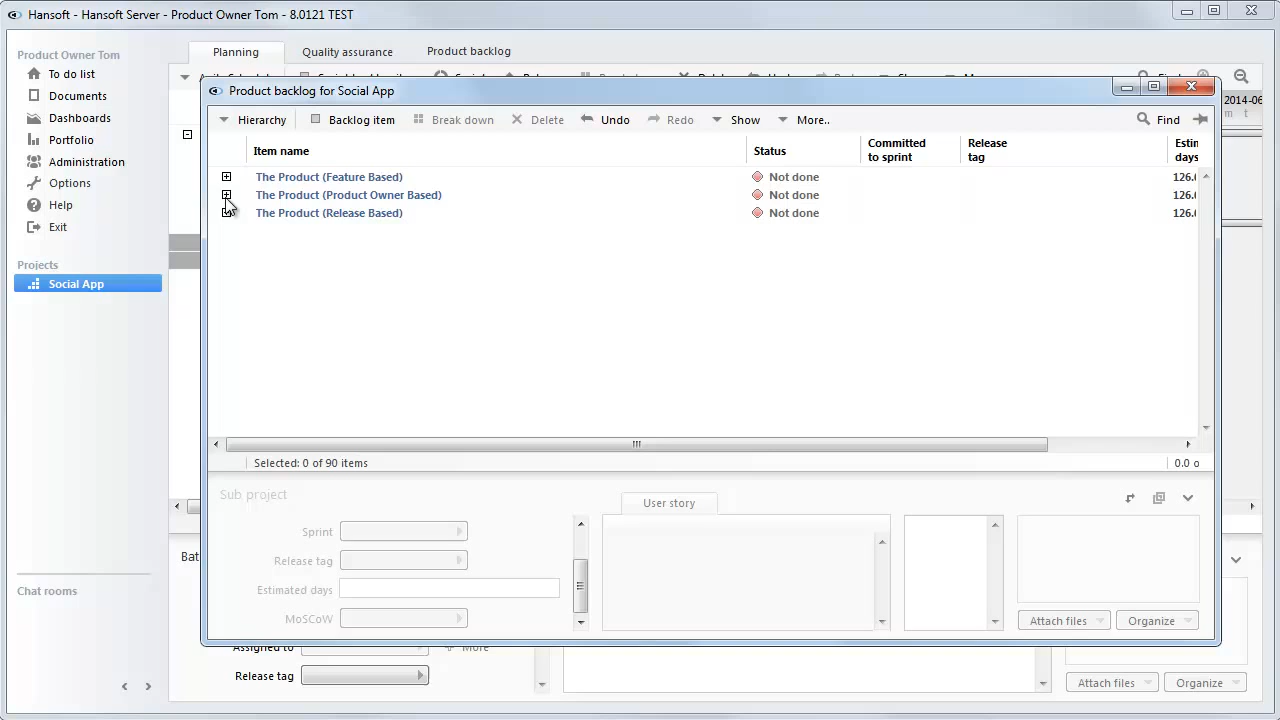 Hansoft - Hansoft Server - Product Owner Tom - 8.0121 TEST
Product Owner Tom
To do list
Documents
Dashboards
Portfolio
Administration
Options
Help
Exit
Projects
Social App
Chat rooms
Planning
Quality assurance
Product backlog
2014-06
m t
Product backlog for Social App
Hierarchy
Backlog item
Break down
Delete
Undo
Redo
Show
More..
Find
Item name
Status
Committed to sprint
Release tag
Estim days
The Product (Feature Based)
Not done
126.
The Product (Product Owner Based)
Not done
126.
The Product (Release Based)
Not done
126.
Selected: 0 of 90 items
0.0 o
Sub project
User story
Sprint
Release tag
Estimated days
MoSCoW
Attach files
Organize
Bat
Assigned to
More
Release tag
Attach files
Organize